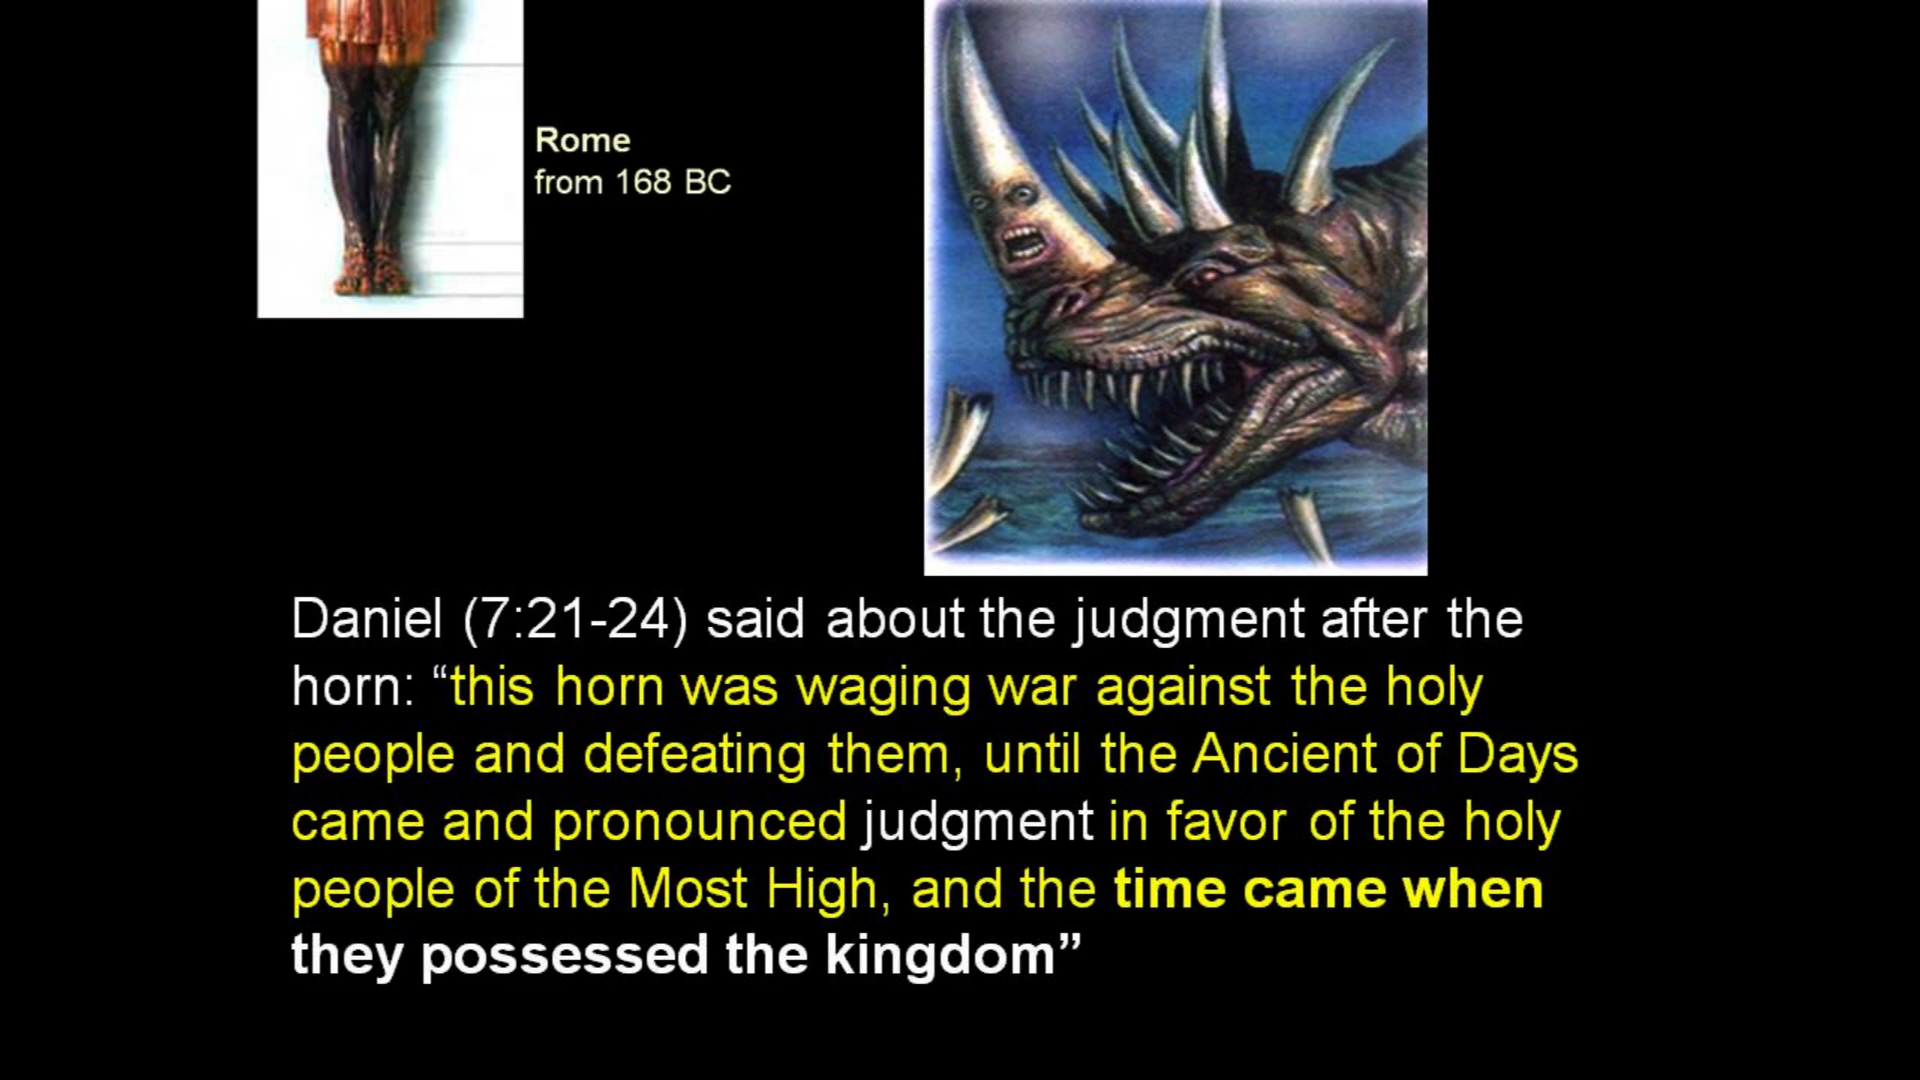 Rome
from 168 BC
Daniel (7:21-24) said about the judgment after the
horn: “this horn was waging war against the holy
people and defeating them, until the Ancient of Days
came and pronounced judgment in favor of the holy
people of the Most High, and the time came when
they possessed the kingdom”